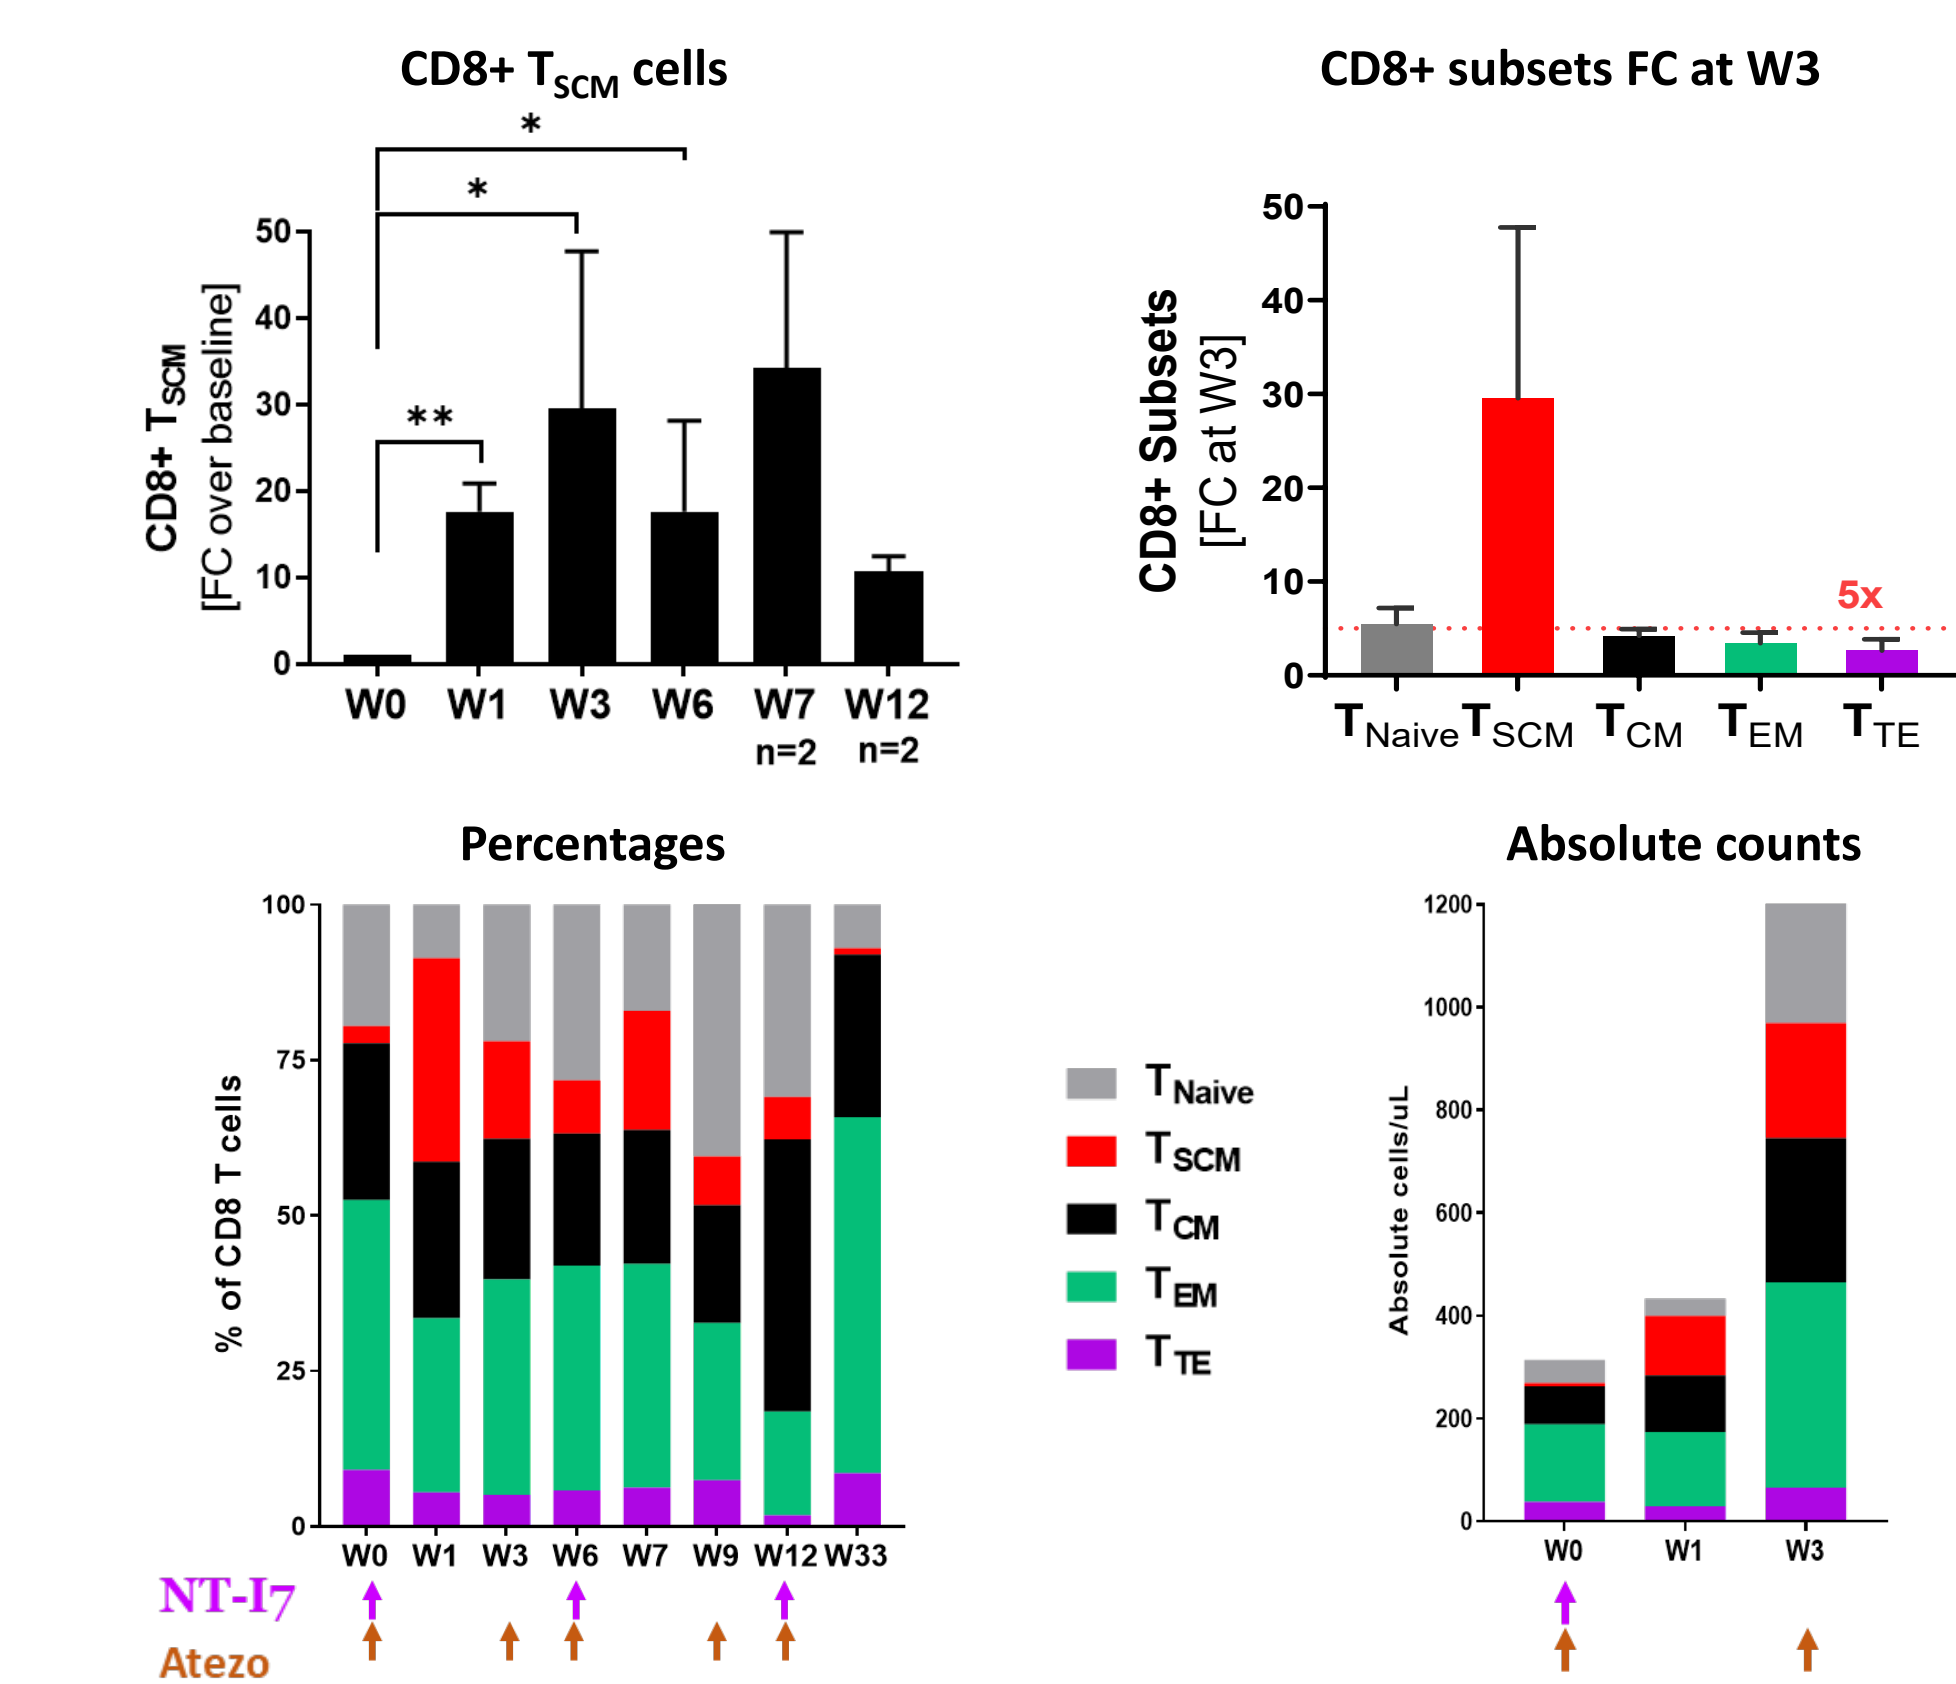 CD8+ TSCM cells
*
*
**
CD8+ TSCM
[FC over baseline]
50
40
30
20
10
0
W0 W1 W3 W6 W7 W12
n=2 n=2
CD8+ subsets FC at W3
CD8+ Subsets
[FC at W3]
50
40
30
20
10
0
5x
TNaive TSCM TCM TEM TTE
Percentages
% of CD8 T cells
100
75
50
25
0
W0 W1 W3 W6 W7 W9 W12 W33
NT-I7
Atezo
TNaive
TSCM
TCM
TEM
TTE
Absolute counts
Absolute cells/uL
1200
1000
800
600
400
200
0
W0 W1 W3